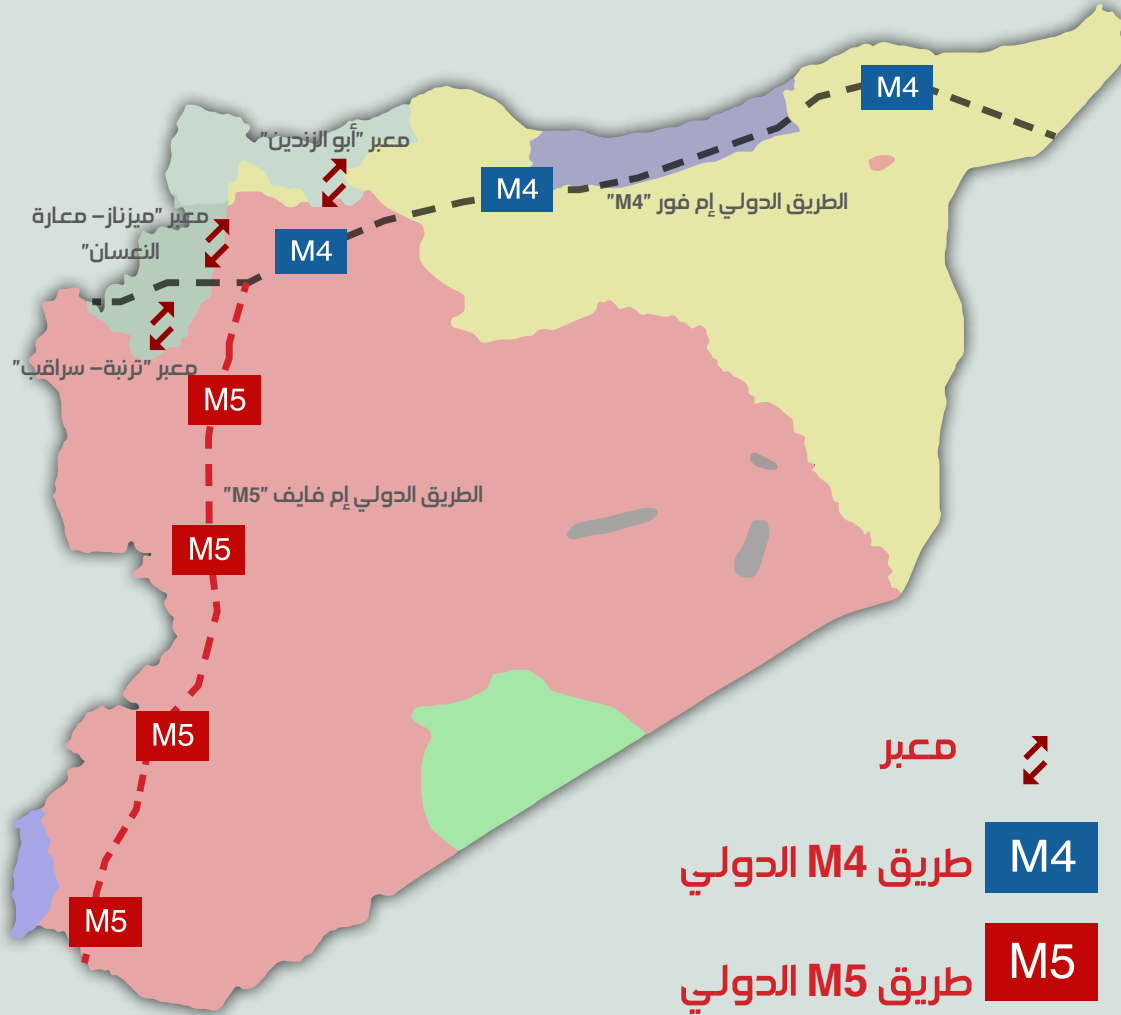 M4
معبر "أبو الزندين"
M4
الطريق الدولي إم فور "M4"
معبر "ميزناز– معارة
النعسان"
M4
معبر "ترنبة– سراقب"
M5
الطريق الدولي إم فايف "M5"
M5
M5
معبر
M4
طريق M4 الدولي
M5
M5
طريق M5 الدولي